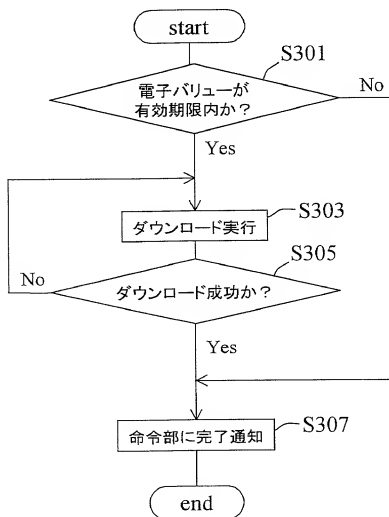 start
S301
電子バリューが
有効期限内か?
No
Yes
S303
ダウンロード実行
S305
No
ダウンロード成功か?
Yes
S307
命令部に完了通知
end